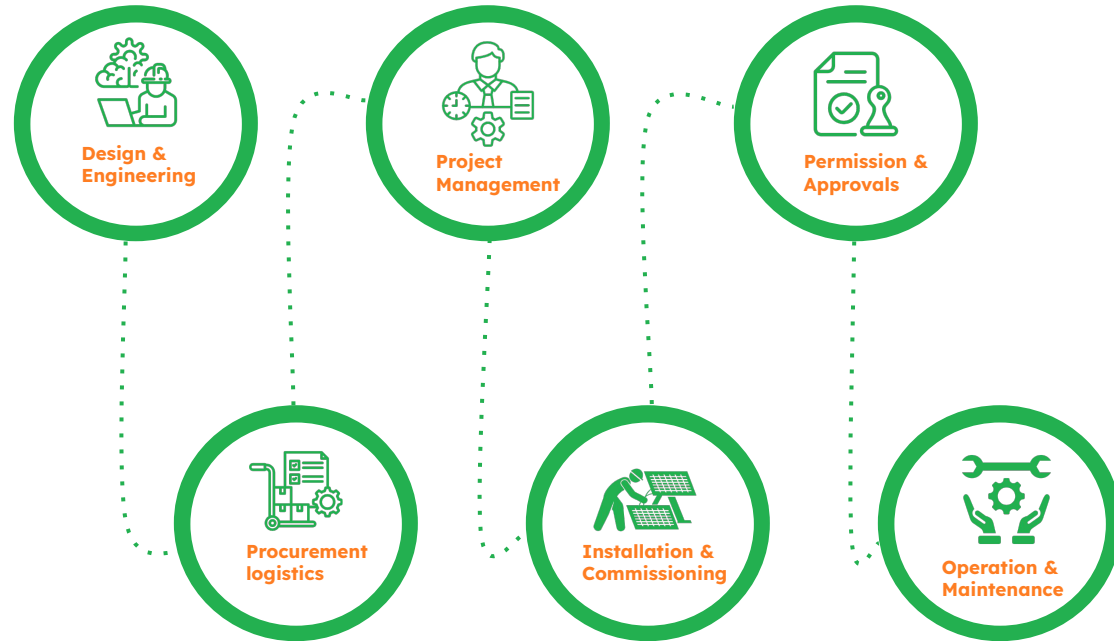 Design &
Engineering
Procurement
logistics
Project
Management
Installation &
Commissioning
Permission &
Approvals
Operation &
Maintenance